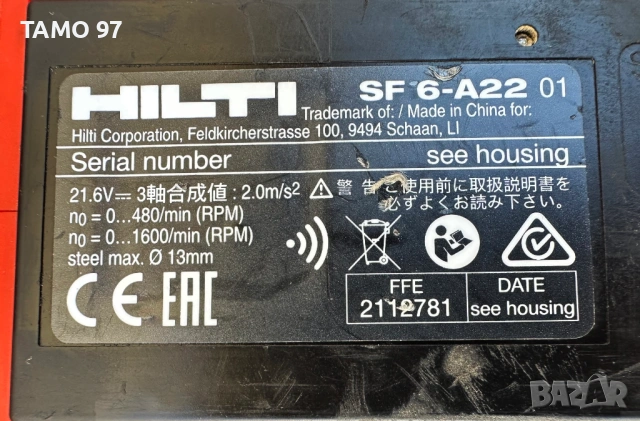 TAMO 97
HILTI SF 6-A22 01
Trademark of: / Made in China for:
Hilti Corporation, Feldkircherstrasse 100, 9494 Schaan, LI
Serial number see housing
21.6V⎓ 3軸合成値 : 2.0m/s² ⚠ 警 告 ご使用前に取扱説明書を
必ずよくお読み下さい。
n₀ = 0...480/min (RPM)
n₀ = 0...1600/min (RPM)
steel max. Ø 13mm
CE EAC
FFE DATE
2112781 see housing
BAZAR